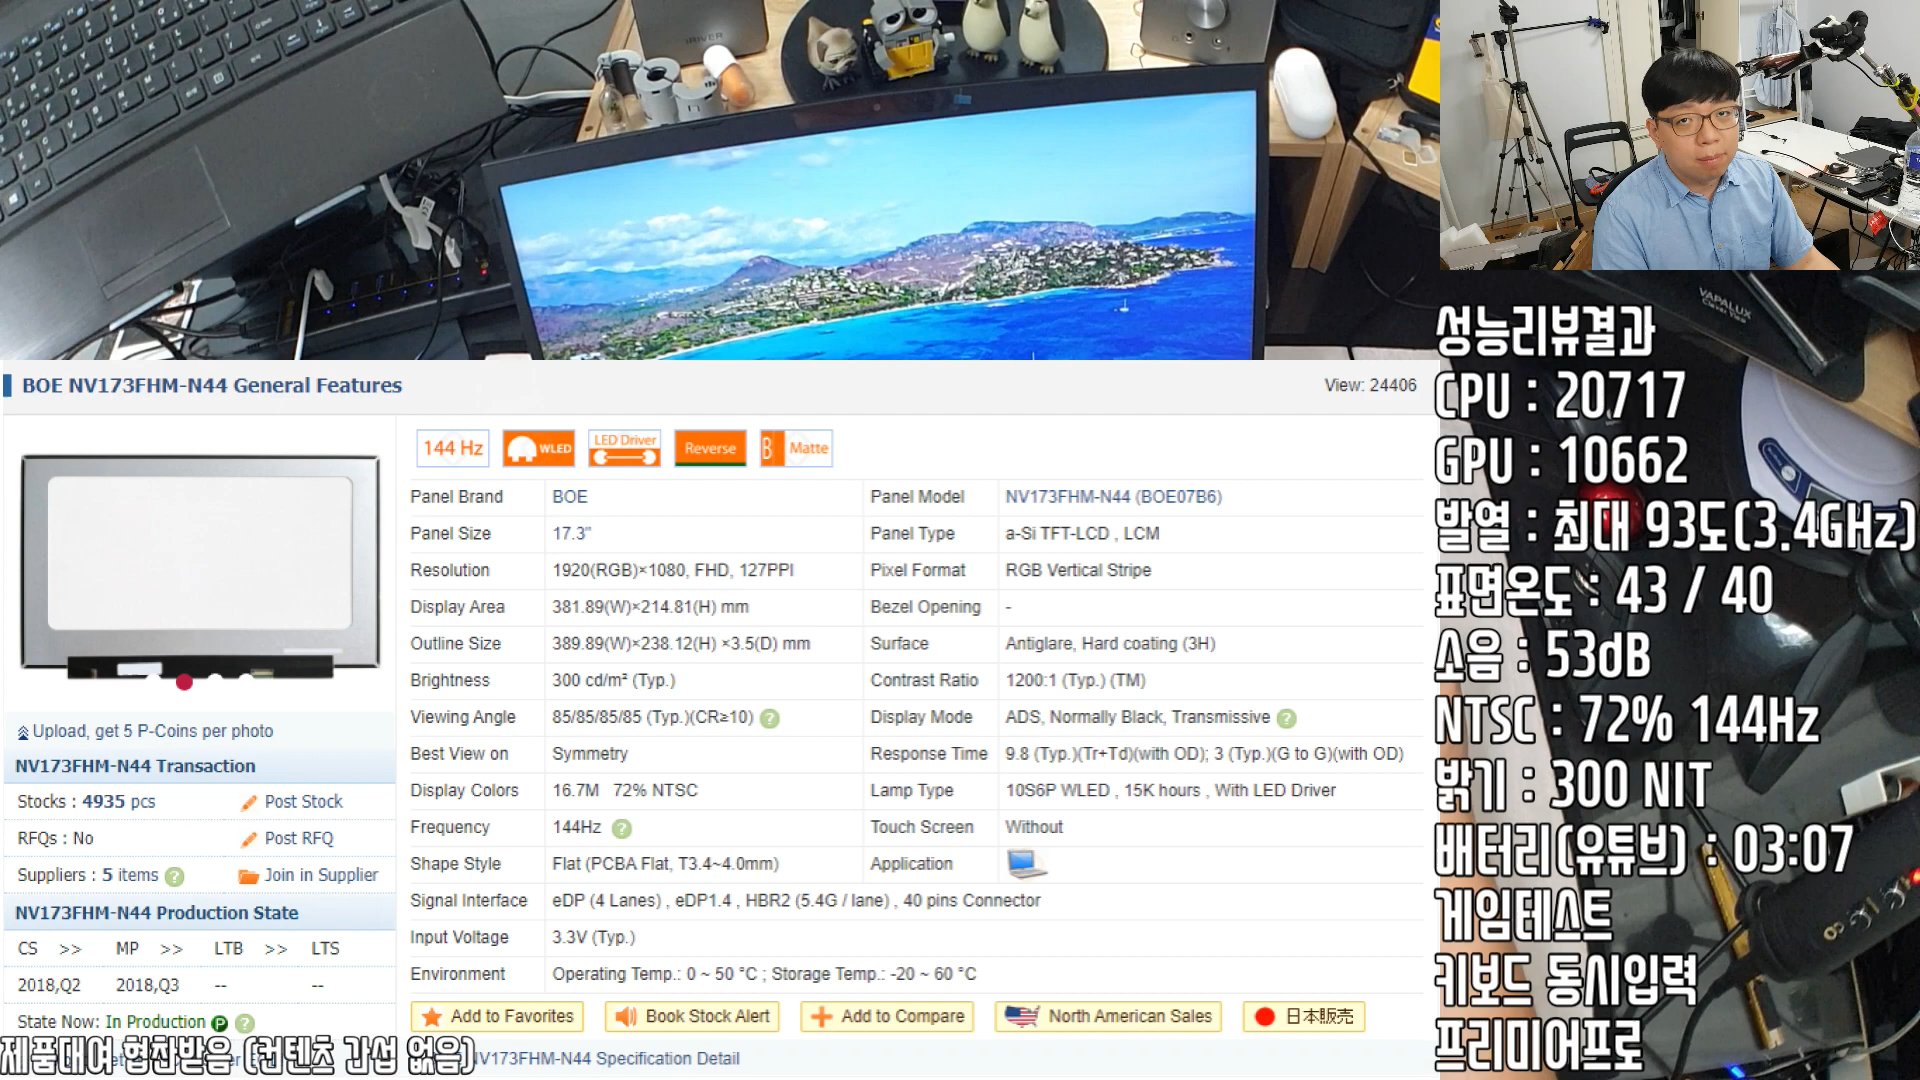 iRIVER
VAPALUX
Clever View
BOE NV173FHM-N44 General Features
View: 24406
144 Hz
WLED
LED Driver
Reverse
B Matte
Panel Brand BOE Panel Model NV173FHM-N44 (BOE07B6)
Panel Size 17.3" Panel Type a-Si TFT-LCD , LCM
Resolution 1920(RGB)×1080, FHD, 127PPI Pixel Format RGB Vertical Stripe
Display Area 381.89(W)×214.81(H) mm Bezel Opening -
Outline Size 389.89(W)×238.12(H) ×3.5(D) mm Surface Antiglare, Hard coating (3H)
Brightness 300 cd/m² (Typ.) Contrast Ratio 1200:1 (Typ.) (TM)
Viewing Angle 85/85/85/85 (Typ.)(CR≥10) ? Display Mode ADS, Normally Black, Transmissive ?
Best View on Symmetry Response Time 9.8 (Typ.)(Tr+Td)(with OD); 3 (Typ.)(G to G)(with OD)
Display Colors 16.7M 72% NTSC Lamp Type 10S6P WLED , 15K hours , With LED Driver
Frequency 144Hz ? Touch Screen Without
Shape Style Flat (PCBA Flat, T3.4~4.0mm) Application
Signal Interface eDP (4 Lanes) , eDP1.4 , HBR2 (5.4G / lane) , 40 pins Connector
Input Voltage 3.3V (Typ.)
Environment Operating Temp.: 0 ~ 50 °C ; Storage Temp.: -20 ~ 60 °C
Add to Favorites
Book Stock Alert
Add to Compare
North American Sales
日本販売
NV173FHM-N44 Specification Detail
Upload, get 5 P-Coins per photo
NV173FHM-N44 Transaction
Stocks : 4935 pcs Post Stock
RFQs : No Post RFQ
Suppliers : 5 items ? Join in Supplier
NV173FHM-N44 Production State
CS >> MP >> LTB >> LTS
2018,Q2 2018,Q3 -- --
State Now: In Production P ?
제품대여 협찬받음 (컨텐츠 간섭 없음)
성능리뷰결과
CPU : 20717
GPU : 10662
발열 : 최대 93도(3.4GHz)
표면온도 : 43 / 40
소음 : 53dB
NTSC : 72% 144Hz
밝기 : 300 NIT
배터리(유튜브) : 03:07
게임테스트
키보드 동시입력
프리미어프로